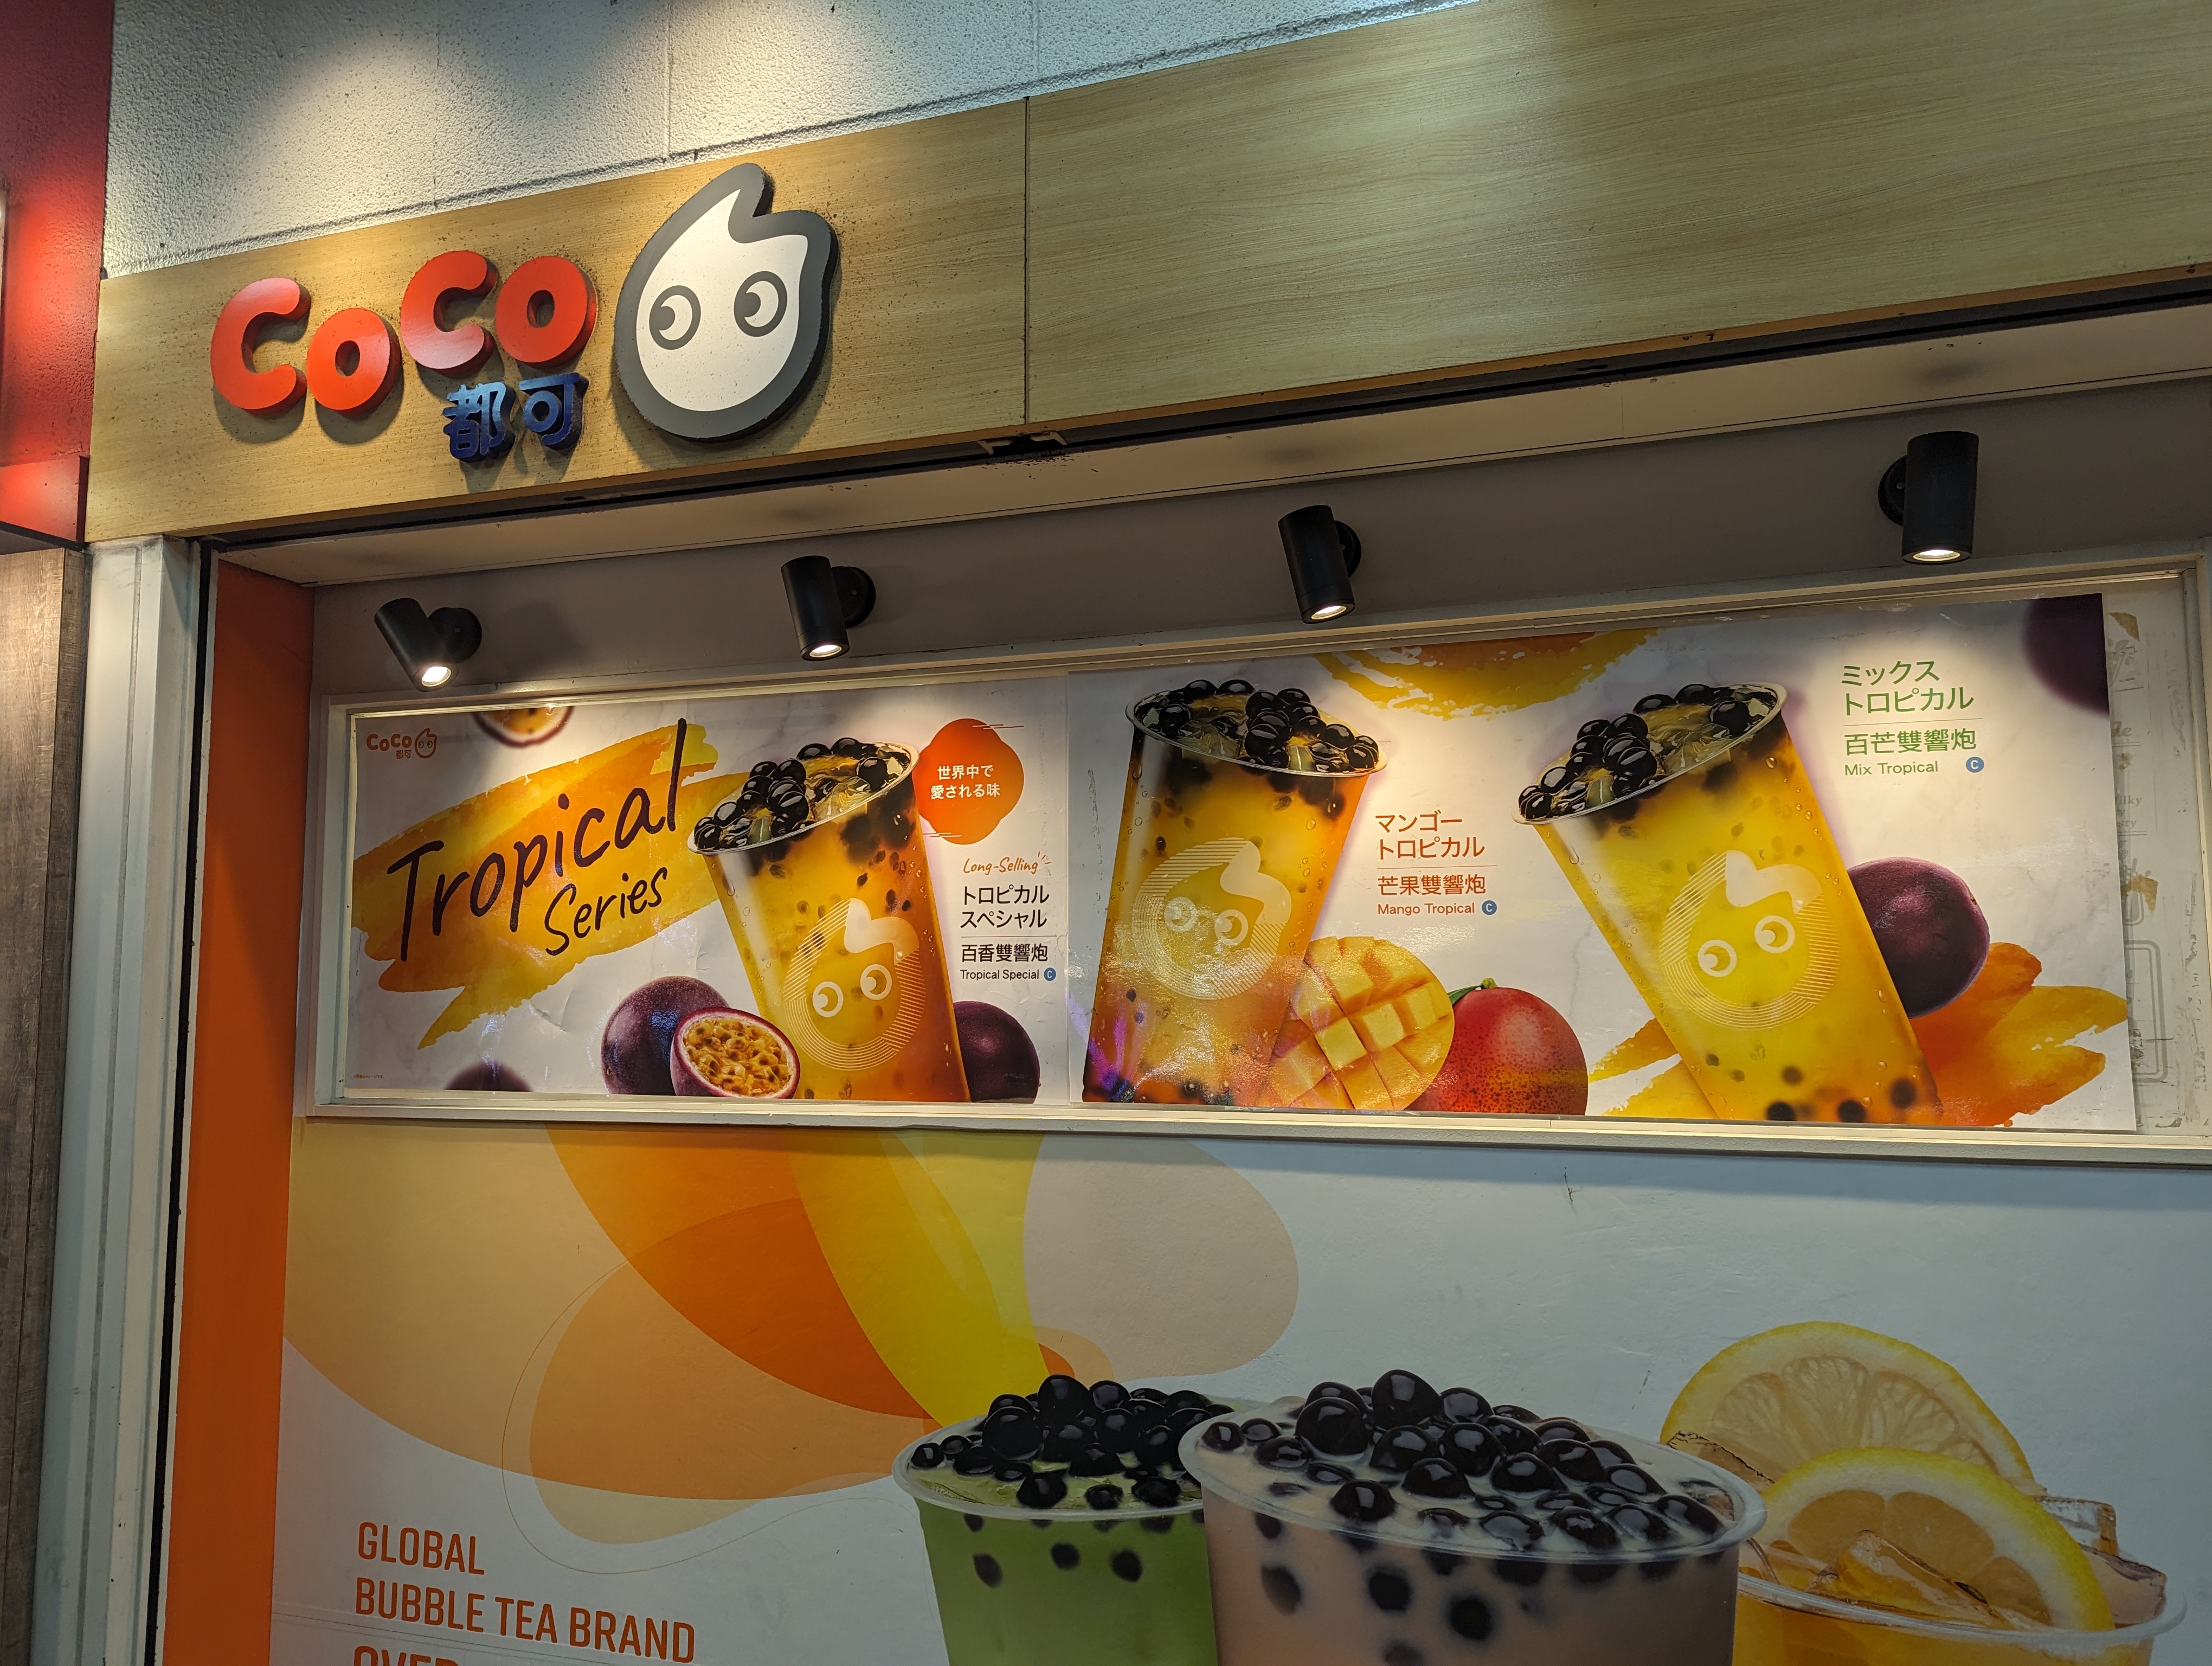 CoCo
都可
CoCo
都可
Tropical
Series
世界中で
愛される味
Long-Selling
トロピカル
スペシャル
百香雙響炮
Tropical Special C
マンゴー
トロピカル
芒果雙響炮
Mango Tropical C
ミックス
トロピカル
百芒雙響炮
Mix Tropical C
GLOBAL
BUBBLE TEA BRAND
OVER